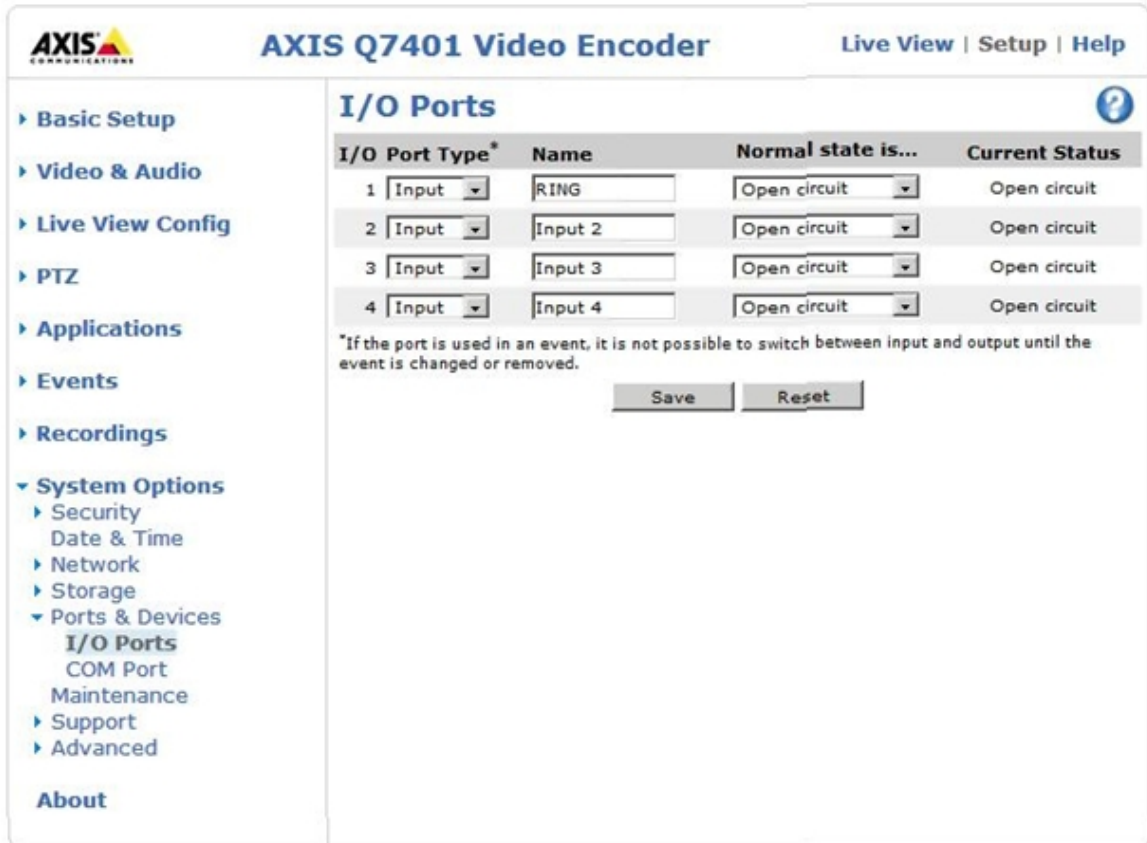 AXIS
COMMUNICATIONS
AXIS Q7401 Video Encoder
Live View | Setup | Help
Basic Setup
Video & Audio
Live View Config
PTZ
Applications
Events
Recordings
System Options
Security
Date & Time
Network
Storage
Ports & Devices
I/O Ports
COM Port
Maintenance
Support
Advanced
About
I/O Ports
?
I/O Port Type* Name Normal state is... Current Status
1 Input RING Open circuit Open circuit
2 Input Input 2 Open circuit Open circuit
3 Input Input 3 Open circuit Open circuit
4 Input Input 4 Open circuit Open circuit
*If the port is used in an event, it is not possible to switch between input and output until the
event is changed or removed.
Save Reset